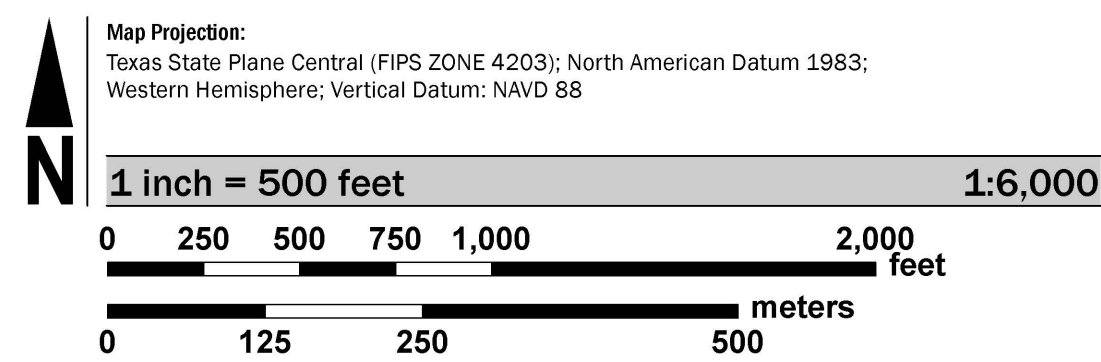 Map Projection:
Texas State Plane Central (FIPS ZONE 4203); North American Datum 1983;
Western Hemisphere; Vertical Datum: NAVD 88
N
1 inch = 500 feet 1:6,000
0 250 500 750 1,000 2,000
feet
meters
0 125 250 500